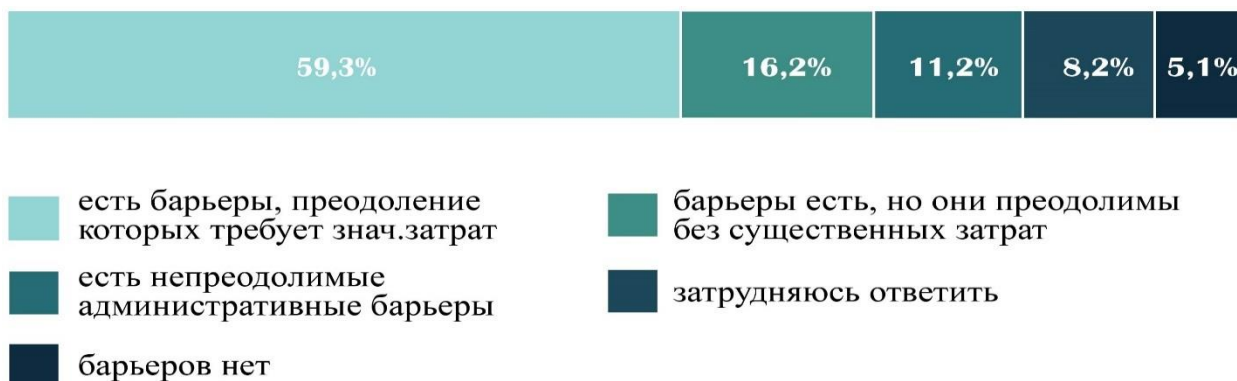 59,3% 16,2% 11,2% 8,2% 5,1%
есть барьеры, преодоление
которых требует знач.затрат
барьеры есть, но они преодолимы
без существенных затрат
есть непреодолимые
административные барьеры
затрудняюсь ответить
барьеров нет